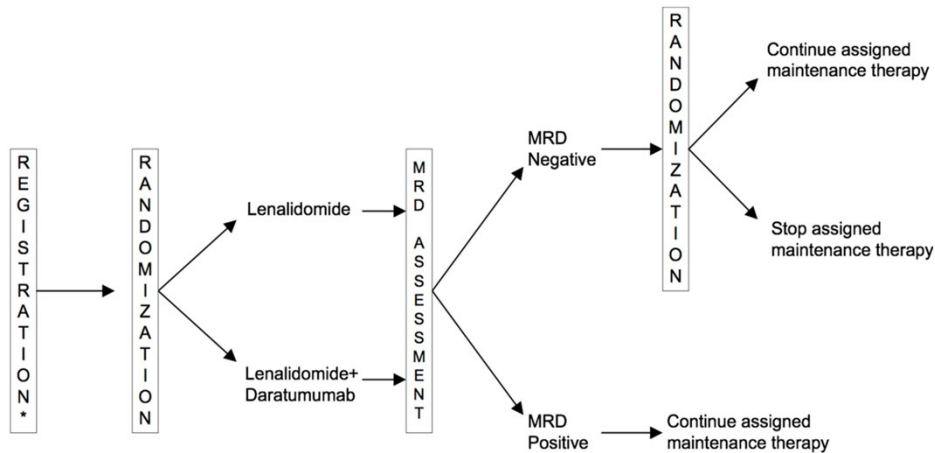 REGISTRATION*
RANDOMIZATION
Lenalidomide
Lenalidomide+
Daratumumab
MRD ASSESSMENT
MRD
Negative
MRD
Positive
RANDOMIZATION
Continue assigned
maintenance therapy
Stop assigned
maintenance therapy
Continue assigned
maintenance therapy